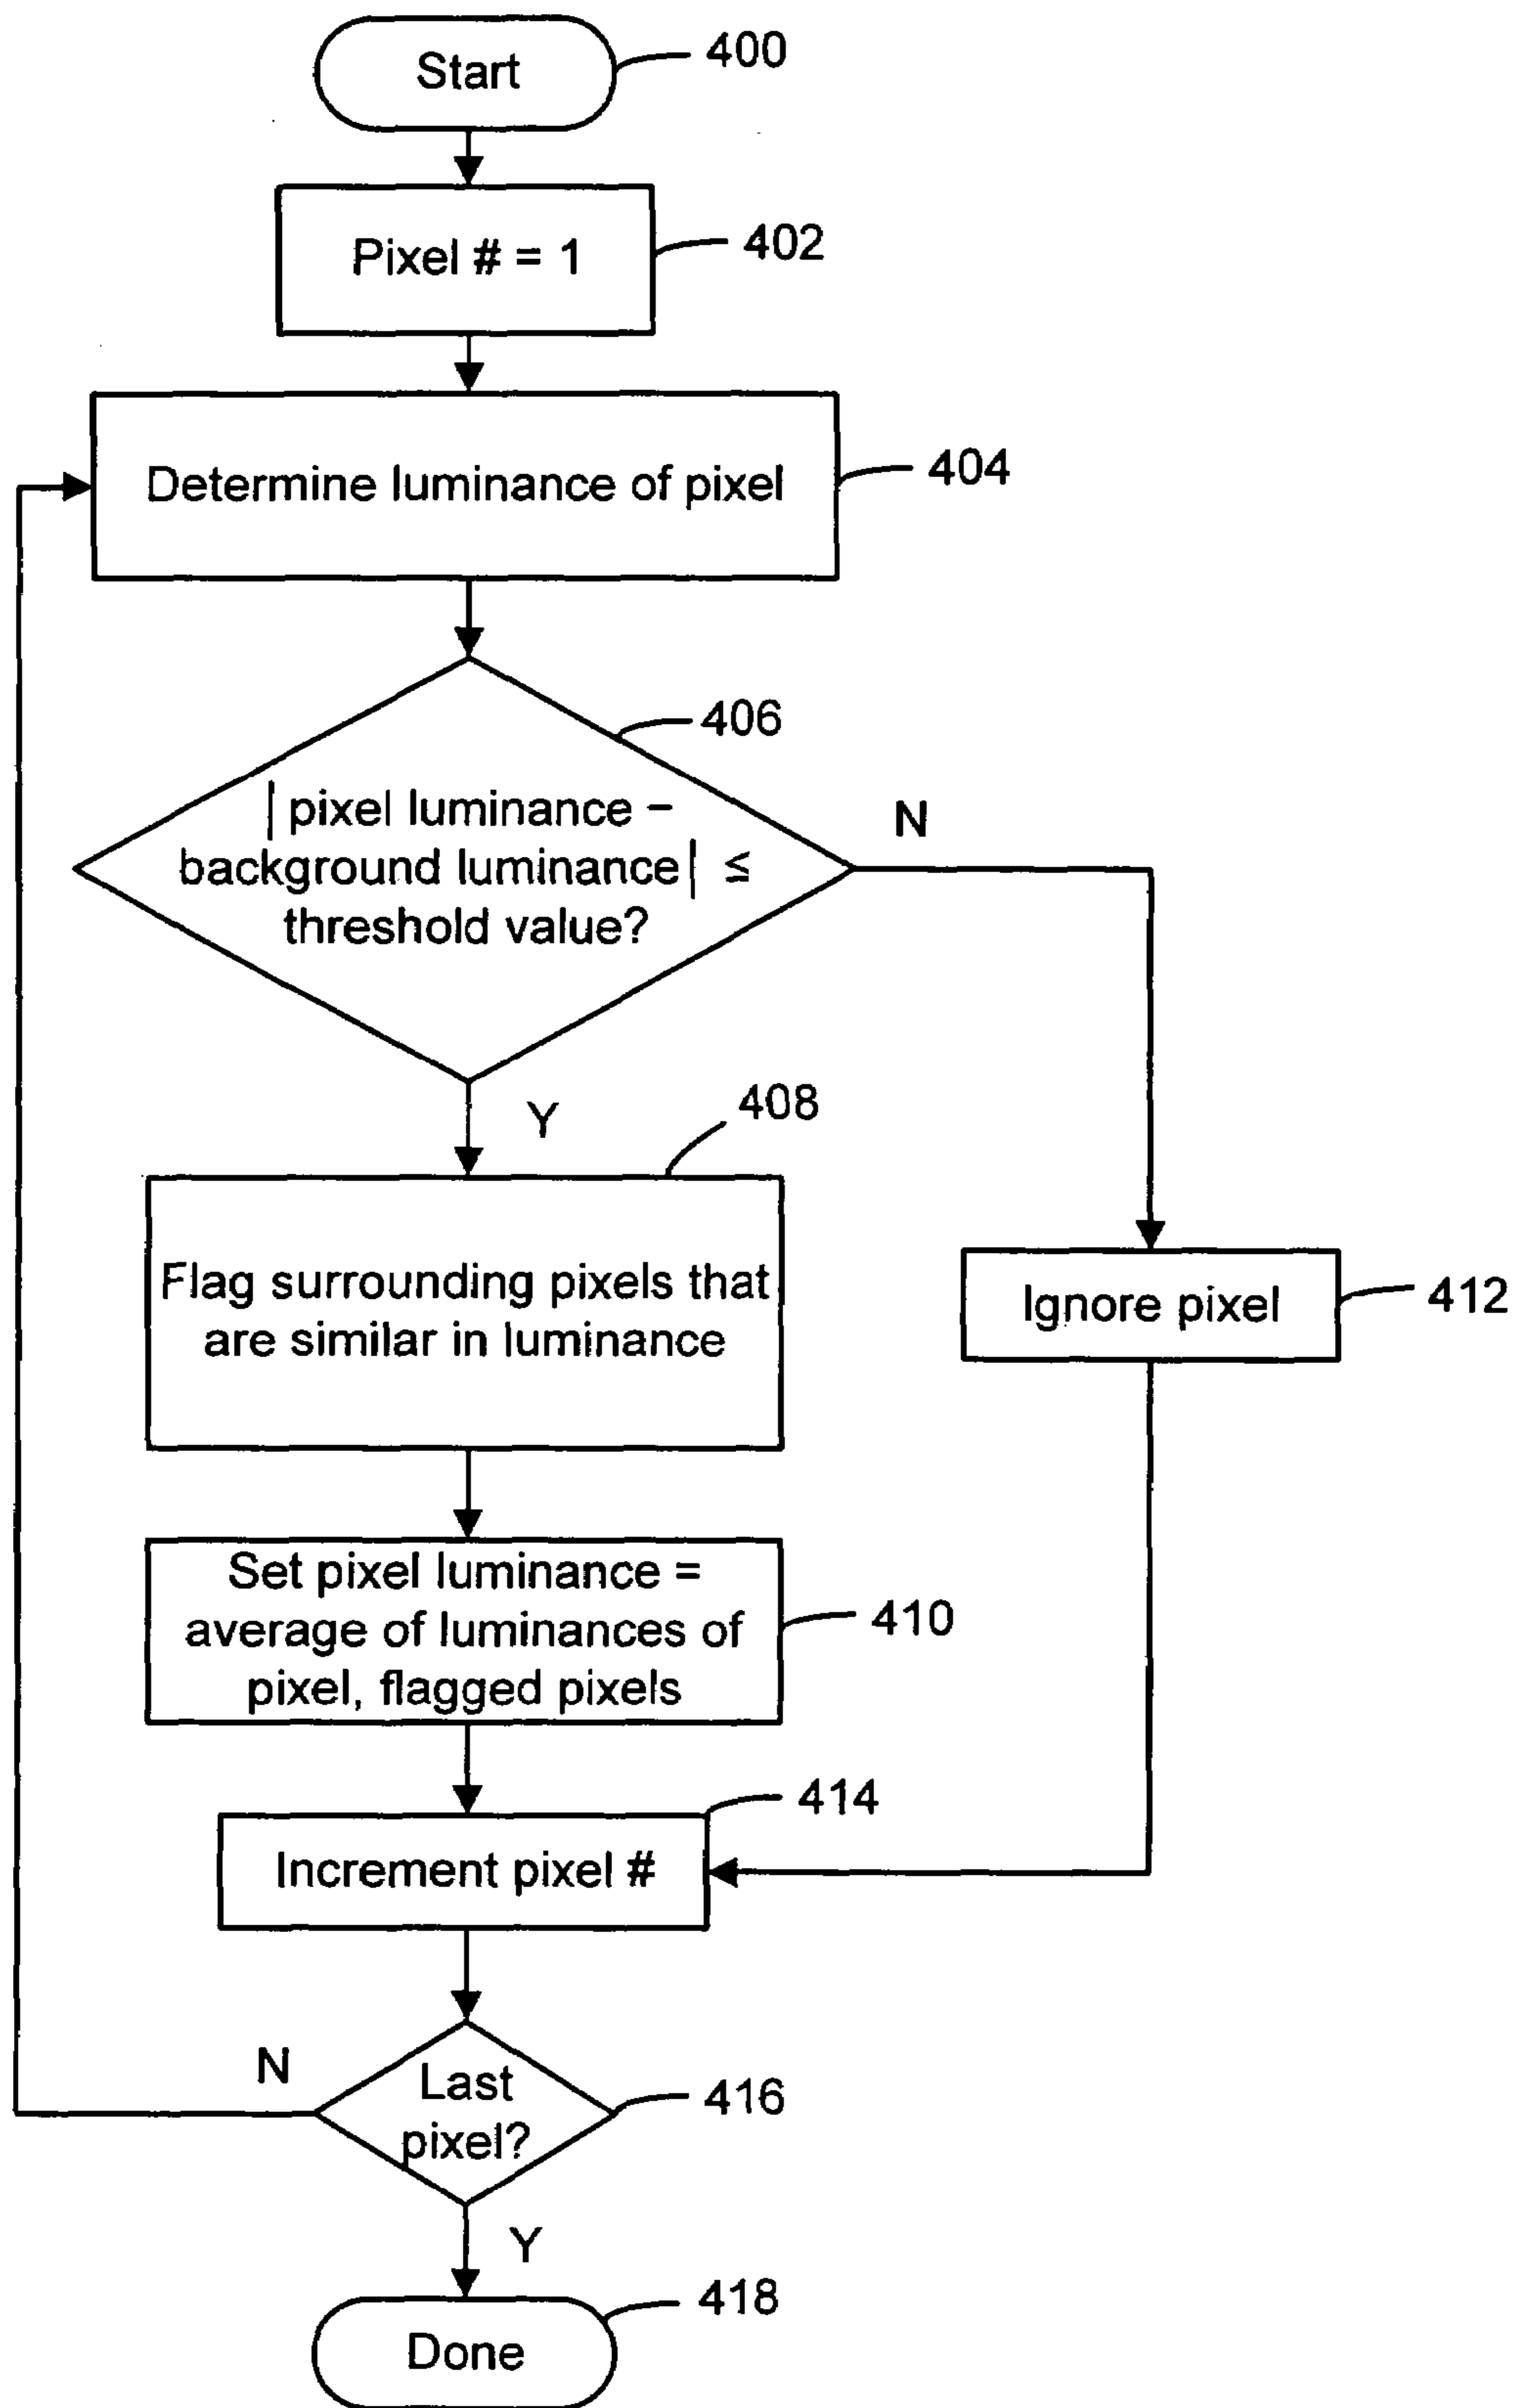 Start
400
Pixel # = 1
402
Determine luminance of pixel
404
406
| pixel luminance –
background luminance| ≤
threshold value?
N
Y
408
Flag surrounding pixels that
are similar in luminance
Ignore pixel
412
Set pixel luminance =
average of luminances of
pixel, flagged pixels
410
414
Increment pixel #
N
Last
pixel?
416
Y
418
Done